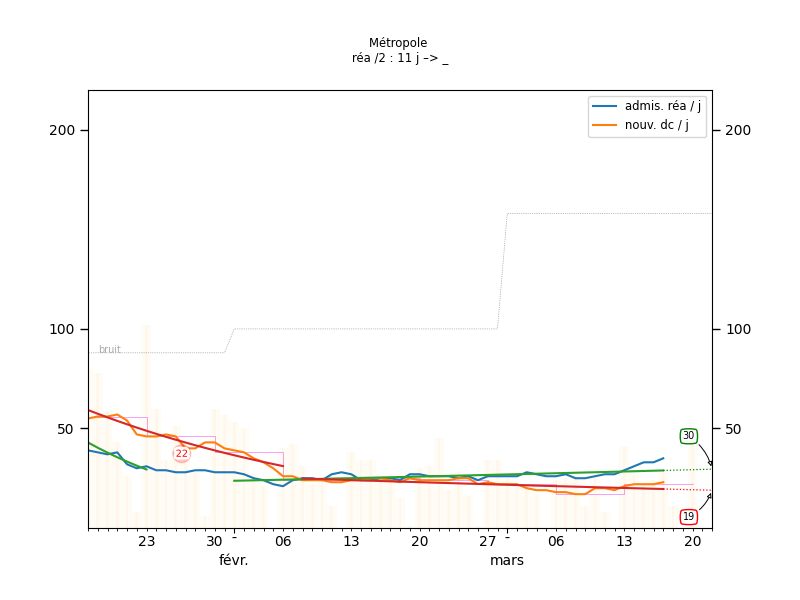 Métropole
réa /2 : 11 j –> _
admis. réa / j
nouv. dc / j
200
200
100
100
bruit
50
50
30
22
19
23
30
-
06
13
20
27
-
06
13
20
févr.
mars